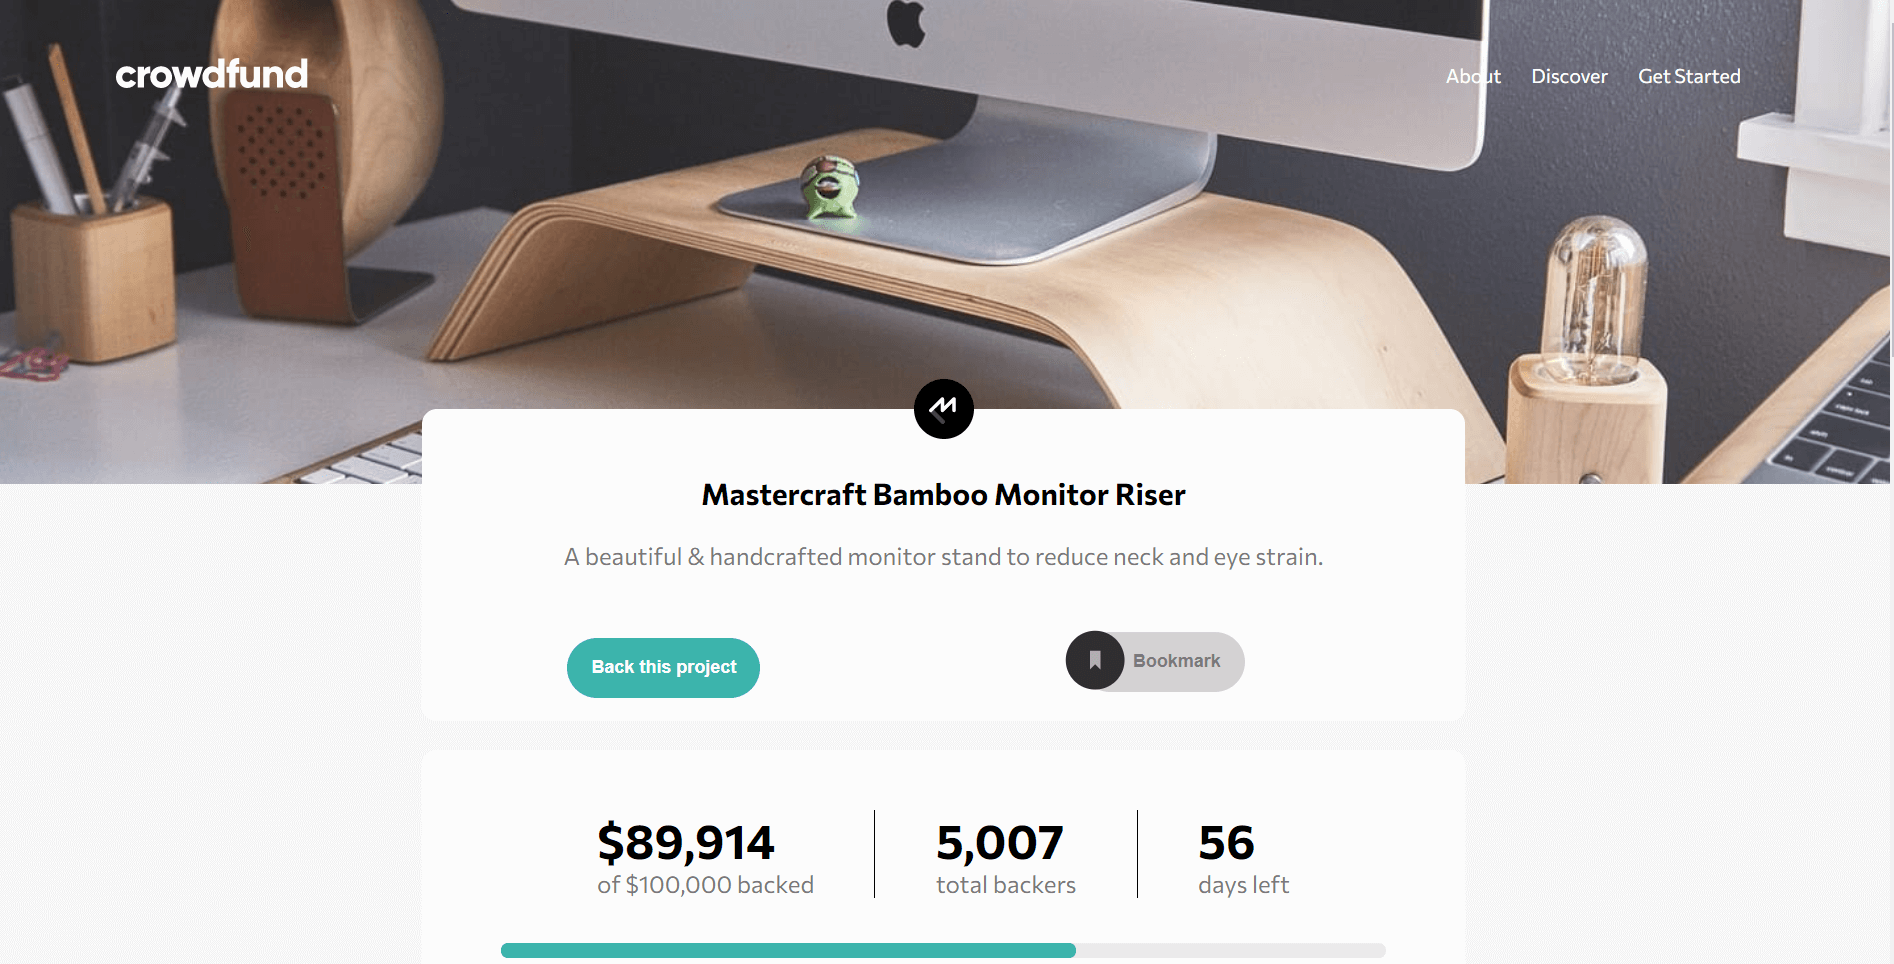 crowdfund
About Discover Get Started
Mastercraft Bamboo Monitor Riser
A beautiful & handcrafted monitor stand to reduce neck and eye strain.
Back this project
Bookmark
$89,914 5,007 56
of $100,000 backed total backers days left